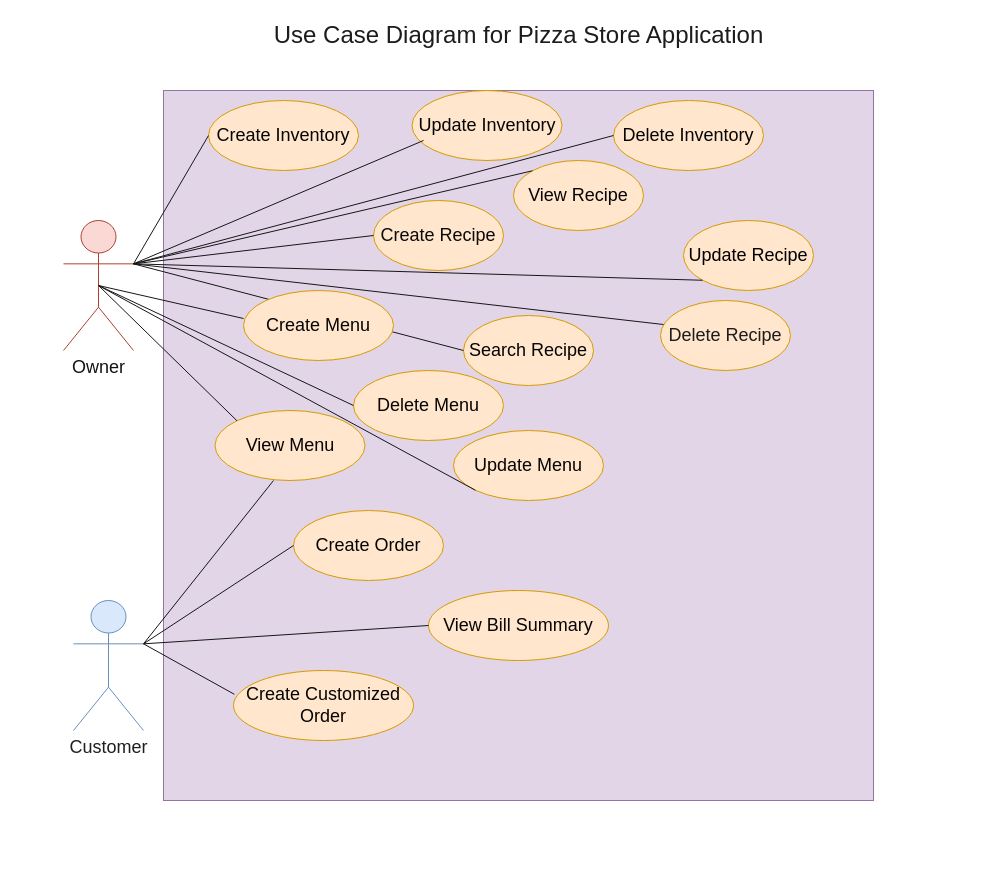 Use Case Diagram for Pizza Store Application
Create Inventory
Update Inventory
Delete Inventory
View Recipe
Create Recipe
Update Recipe
Create Menu
Search Recipe
Delete Recipe
Owner
Delete Menu
View Menu
Update Menu
Create Order
View Bill Summary
Create Customized
Order
Customer